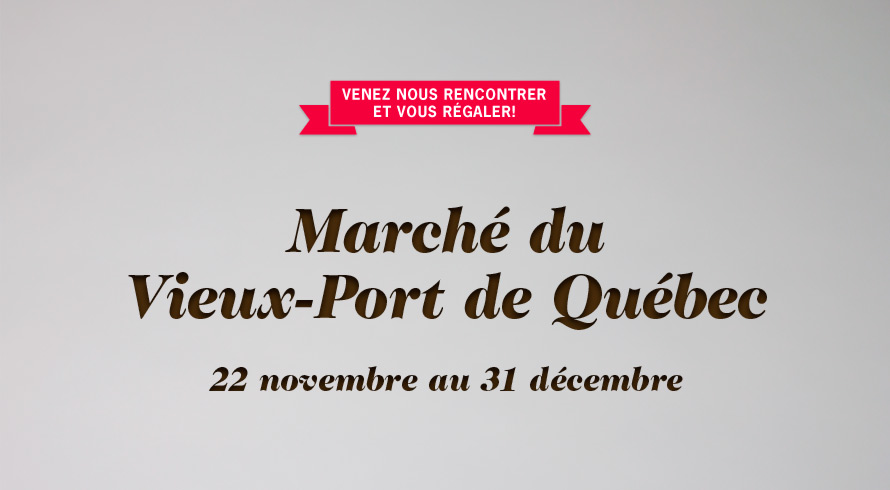 VENEZ NOUS RENCONTRER
ET VOUS RÉGALER!
Marché du
Vieux-Port de Québec
22 novembre au 31 décembre